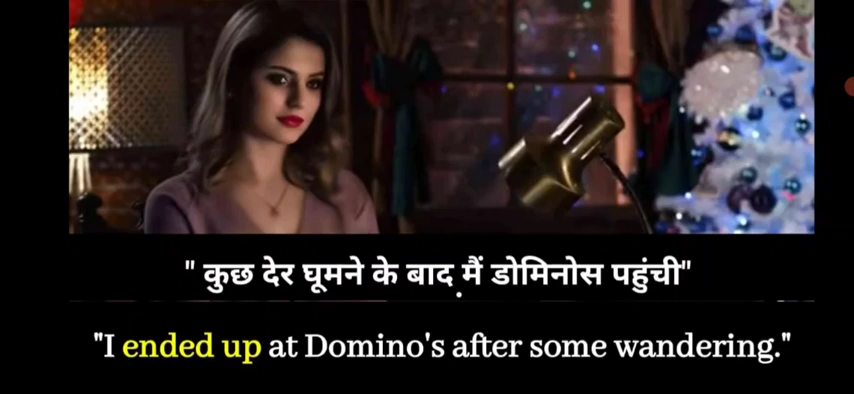 " कुछ देर घूमने के बाद मैं डोमिनोस पहुंची"
"I ended up at Domino's after some wandering."